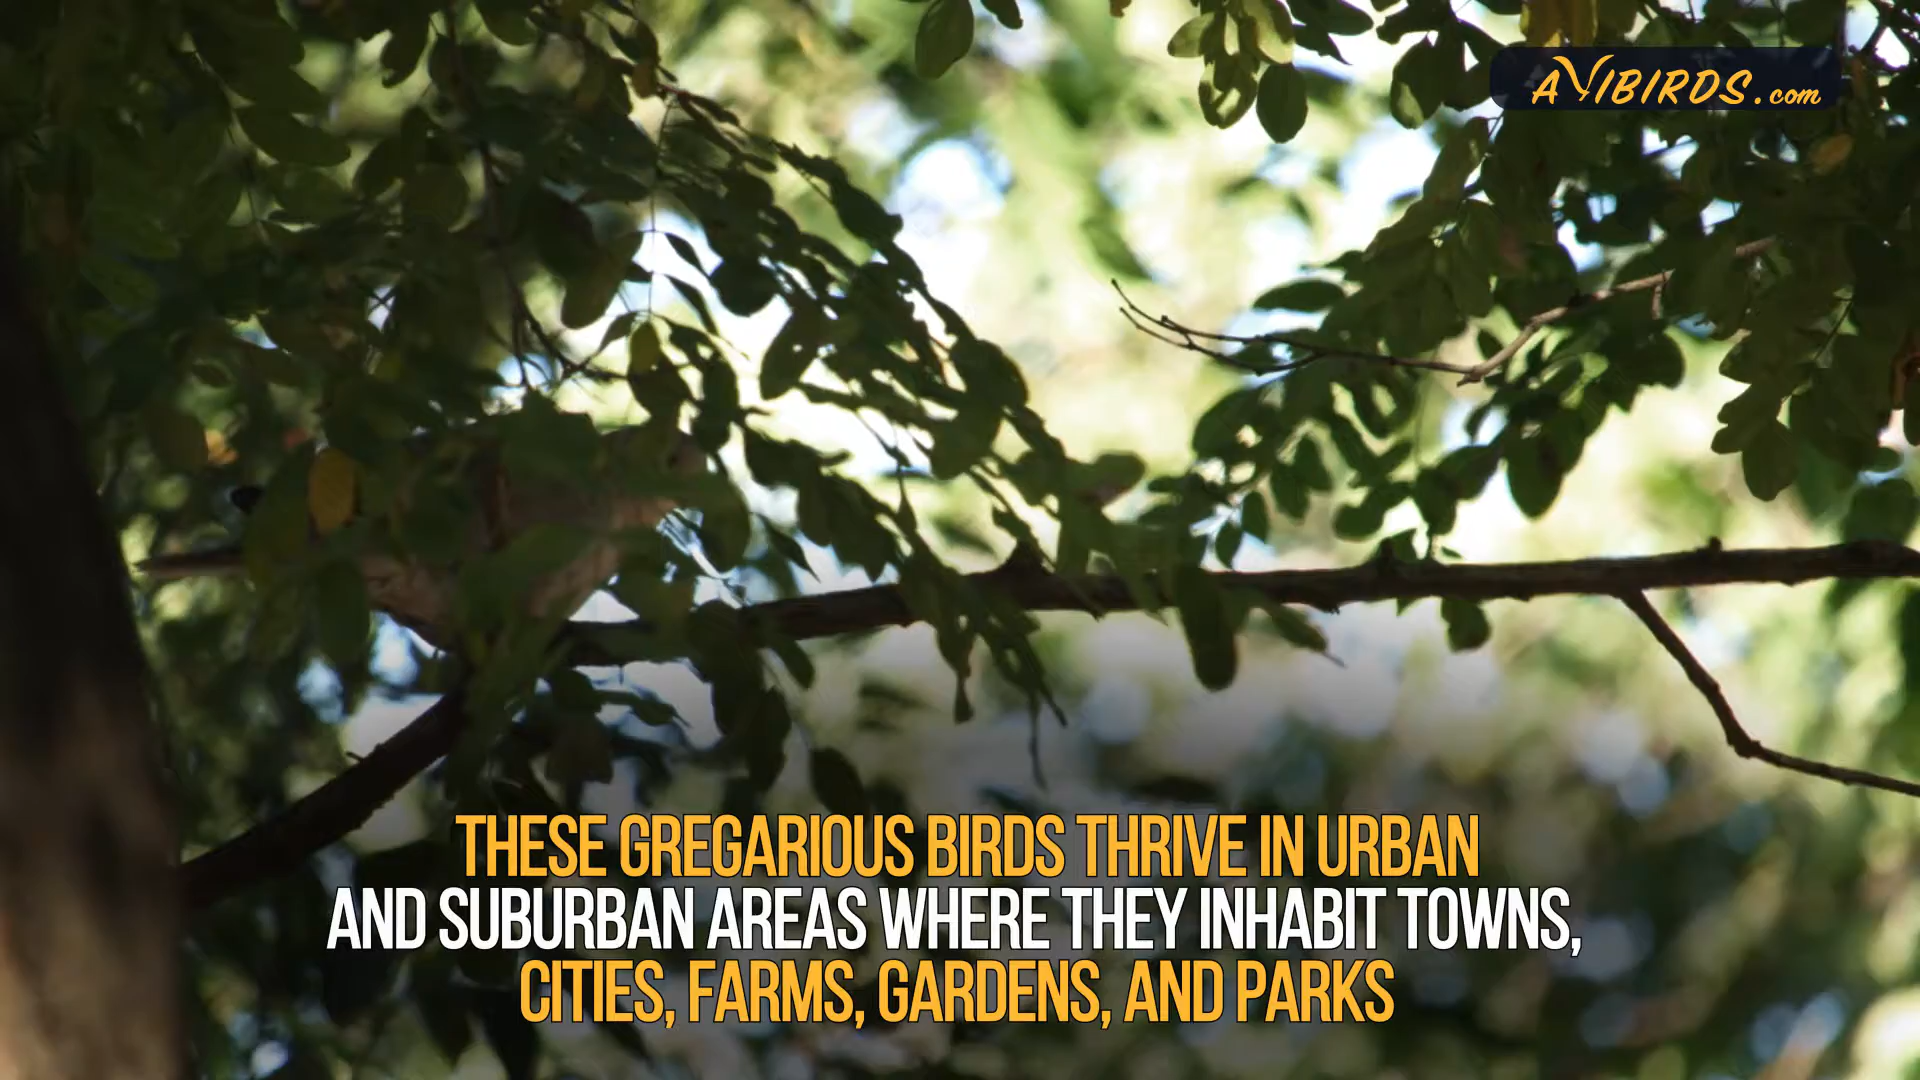 AVIBIRDS.com
THESE GREGARIOUS BIRDS THRIVE IN URBAN
AND SUBURBAN AREAS WHERE THEY INHABIT TOWNS,
CITIES, FARMS, GARDENS, AND PARKS